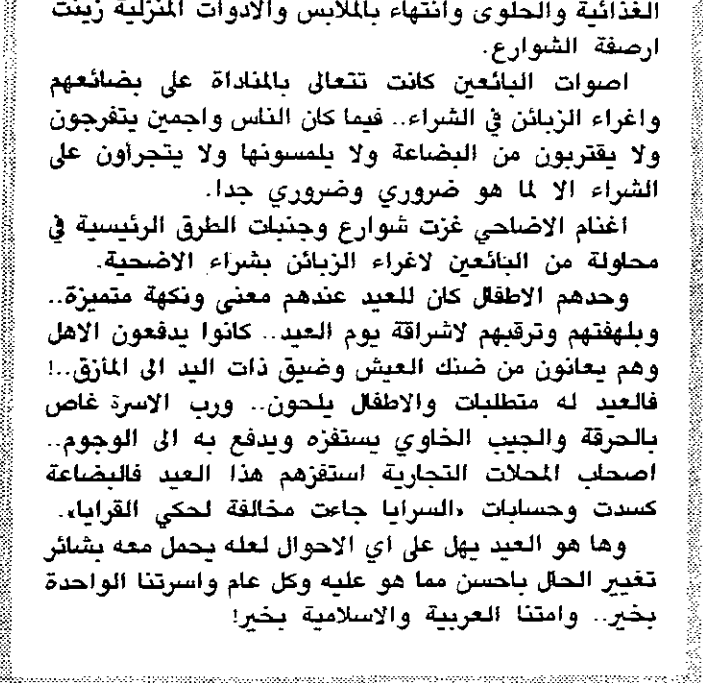 الغذائية والحلوى وانتهاء بالملابس والادوات المنزلية زينت
ارصفة الشوارع.
اصوات البائعين كانت تتعالى بالمناداة على بضائعهم
واغراء الزبائن في الشراء.. فيما كان الناس واجمين يتفرجون
ولا يقتربون من البضاعة ولا يلمسونها ولا يتجرأون على
الشراء الا لما هو ضروري وضروري جدا.
اغنام الاضاحي غزت شوارع وجنبات الطرق الرئيسية في
محاولة من البائعين لاغراء الزبائن بشراء الاضحية.
وحدهم الاطفال كان للعيد عندهم معنى ونكهة متميزة..
وبلهفتهم وترقبهم لاشراقة يوم العيد.. كانوا يدفعون الاهل
وهم يعانون من ضنك العيش وضيق ذات اليد الى المأزق..!
فالعيد له متطلبات والاطفال يلحون.. ورب الاسرة غاص
بالحرقة والجيب الخاوي يستفزه ويدفع به الى الوجوم..
اصحاب المحلات التجارية استفزهم هذا العيد فالبضاعة
كسدت وحسابات «السرايا جاءت مخالفة لحكي القرايا».
وها هو العيد يهل على اي الاحوال لعله يحمل معه بشائر
تغيير الحال باحسن مما هو عليه وكل عام واسرتنا الواحدة
بخير.. وامتنا العربية والاسلامية بخير!